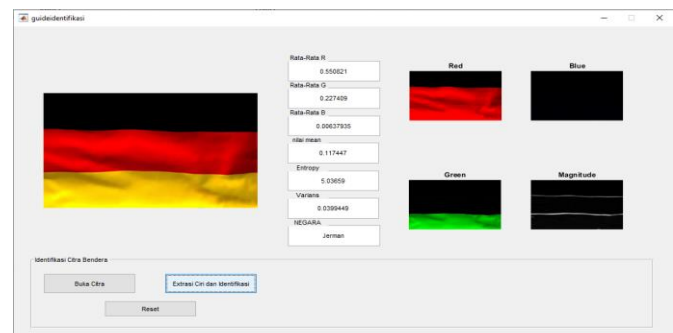 guideidentifikasi
Rata-Rata R
0.550821
Rata-Rata G
0.227409
Rata-Rata B
0.00637935
nilai mean
0.117447
Entropy
5.03659
Varians
0.0399449
NEGARA
Jerman
Red
Blue
Green
Magnitude
Identifikasi Citra Bendera
Buka Citra
Extrasi Ciri dan Identifikasi
Reset